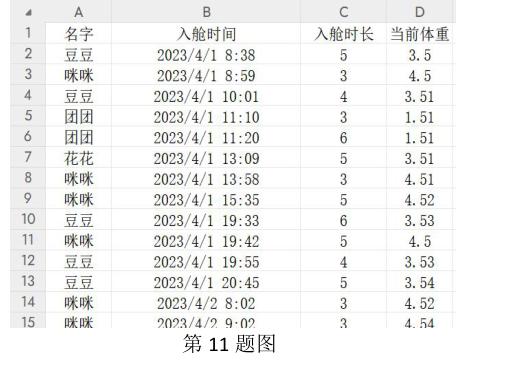 A B C D
1 名字 入舱时间 入舱时长 当前体重
2 豆豆 2023/4/1 8:38 5 3.5
3 咪咪 2023/4/1 8:59 3 4.5
4 豆豆 2023/4/1 10:01 4 3.51
5 团团 2023/4/1 11:10 3 1.51
6 团团 2023/4/1 11:20 6 1.51
7 花花 2023/4/1 13:09 5 3.51
8 咪咪 2023/4/1 13:58 3 4.51
9 咪咪 2023/4/1 15:35 5 4.52
10 豆豆 2023/4/1 19:33 6 3.53
11 咪咪 2023/4/1 19:42 5 4.5
12 豆豆 2023/4/1 19:55 4 3.53
13 豆豆 2023/4/1 20:45 5 3.54
14 咪咪 2023/4/2 8:02 3 4.52
15 咪咪 2023/4/2 9:02 3 4.54
第 11 题图